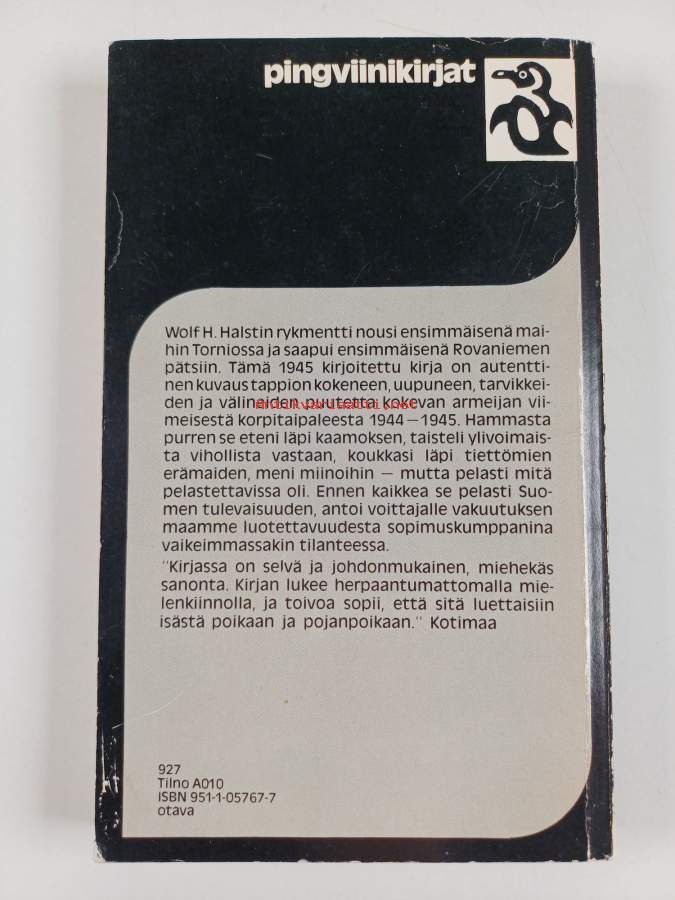 pingviinikirjat
Wolf H. Halstin rykmentti nousi ensimmäisenä mai-
hin Torniossa ja saapui ensimmäisenä Rovaniemen
pätsiin. Tämä 1945 kirjoitettu kirja on autentti-
nen kuvaus tappion kokeneen, uupuneen, tarvikkei-
den ja välineiden puutetta kokevan armeijan vii-
antikvariaatti.net
meisestä korpitaipaleesta 1944–1945. Hammasta
purren se eteni läpi kaamoksen, taisteli ylivoimais-
ta vihollista vastaan, koukkasi läpi tiettömien
erämaiden, meni miinoihin – mutta pelasti mitä
pelastettavissa oli. Ennen kaikkea se pelasti Suo-
men tulevaisuuden, antoi voittajalle vakuutuksen
maamme luotettavuudesta sopimuskumppanina
vaikeimmassakin tilanteessa.
"Kirjassa on selvä ja johdonmukainen, miehekäs
sanonta. Kirjan lukee herpaantumattomalla mie-
lenkiinnolla, ja toivoa sopii, että sitä luettaisiin
isästä poikaan ja pojanpoikaan." Kotimaa
927
Tilno A010
ISBN 951-1-05767-7
otava